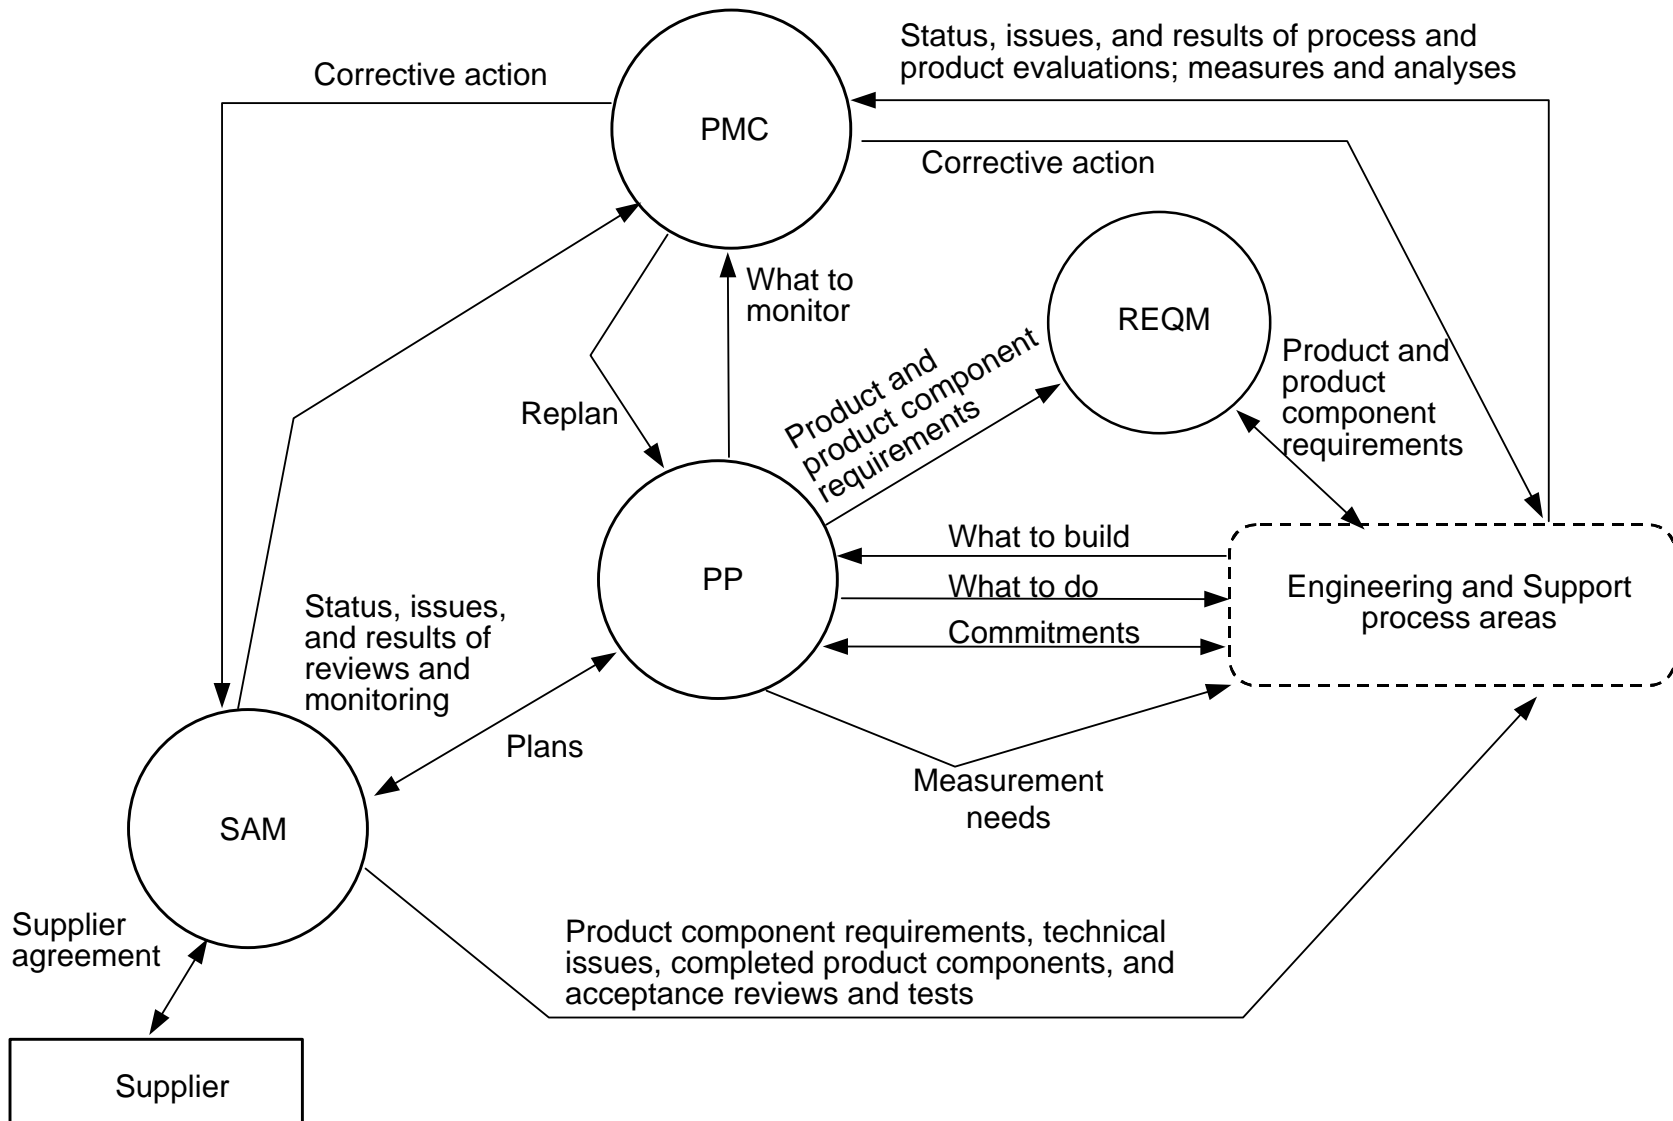 Status, issues, and results of process and
product evaluations; measures and analyses
Corrective action
PMC
Corrective action
What to
monitor
REQM
Product and
product
component
requirements
Product and
product component
requirements
Replan
What to build
PP
What to do
Engineering and Support
process areas
Commitments
Status, issues,
and results of
reviews and
monitoring
Plans
Measurement
needs
SAM
Supplier
agreement
Product component requirements, technical
issues, completed product components, and
acceptance reviews and tests
Supplier